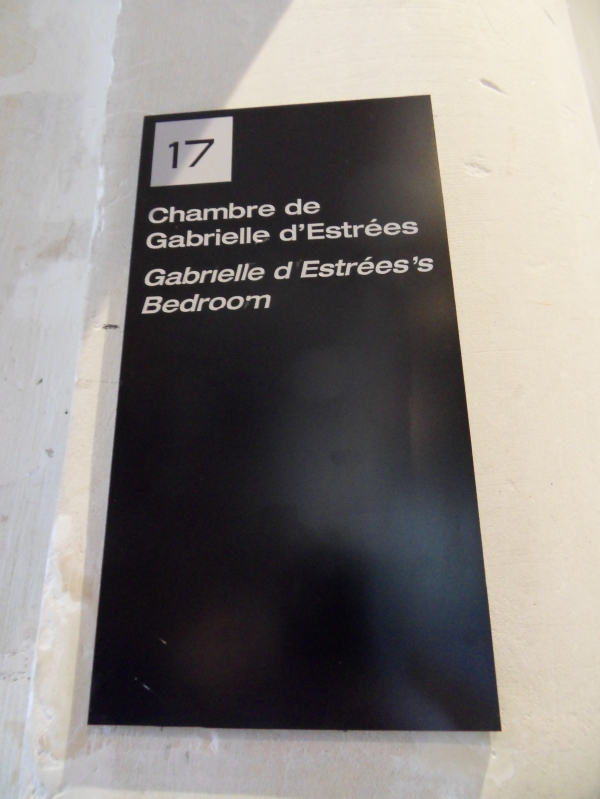 17
Chambre de
Gabrielle d'Estrées
Gabrielle d'Estrées's
Bedroom